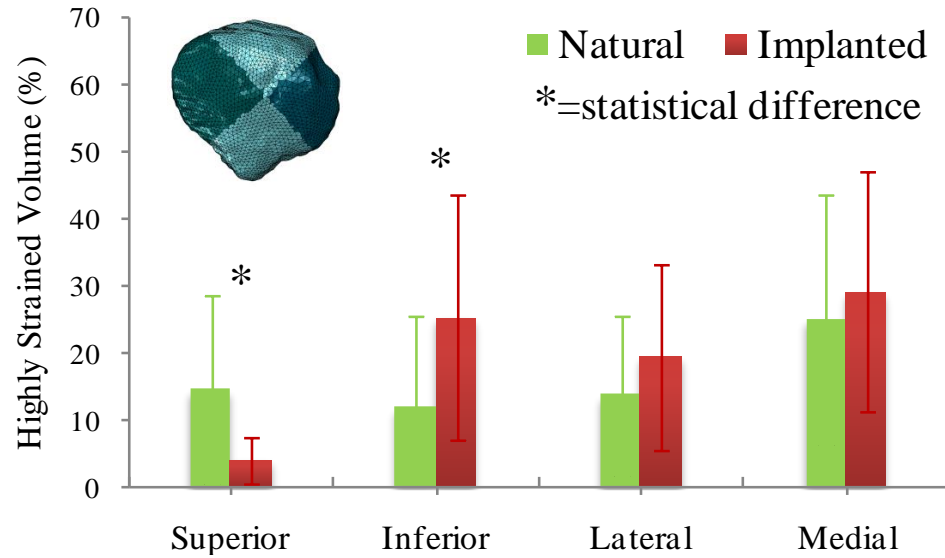 Highly Strained Volume (%)
70
60
50
40
30
20
10
0
Natural Implanted
*=statistical difference
*
*
Superior Inferior Lateral Medial